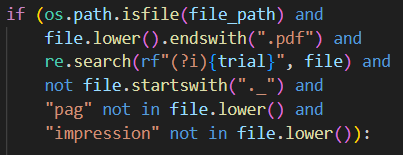 if (os.path.isfile(file_path) and
file.lower().endswith(".pdf") and
re.search(rf"(?i){trial}", file) and
not file.startswith("._") and
"pag" not in file.lower() and
"impression" not in file.lower()):